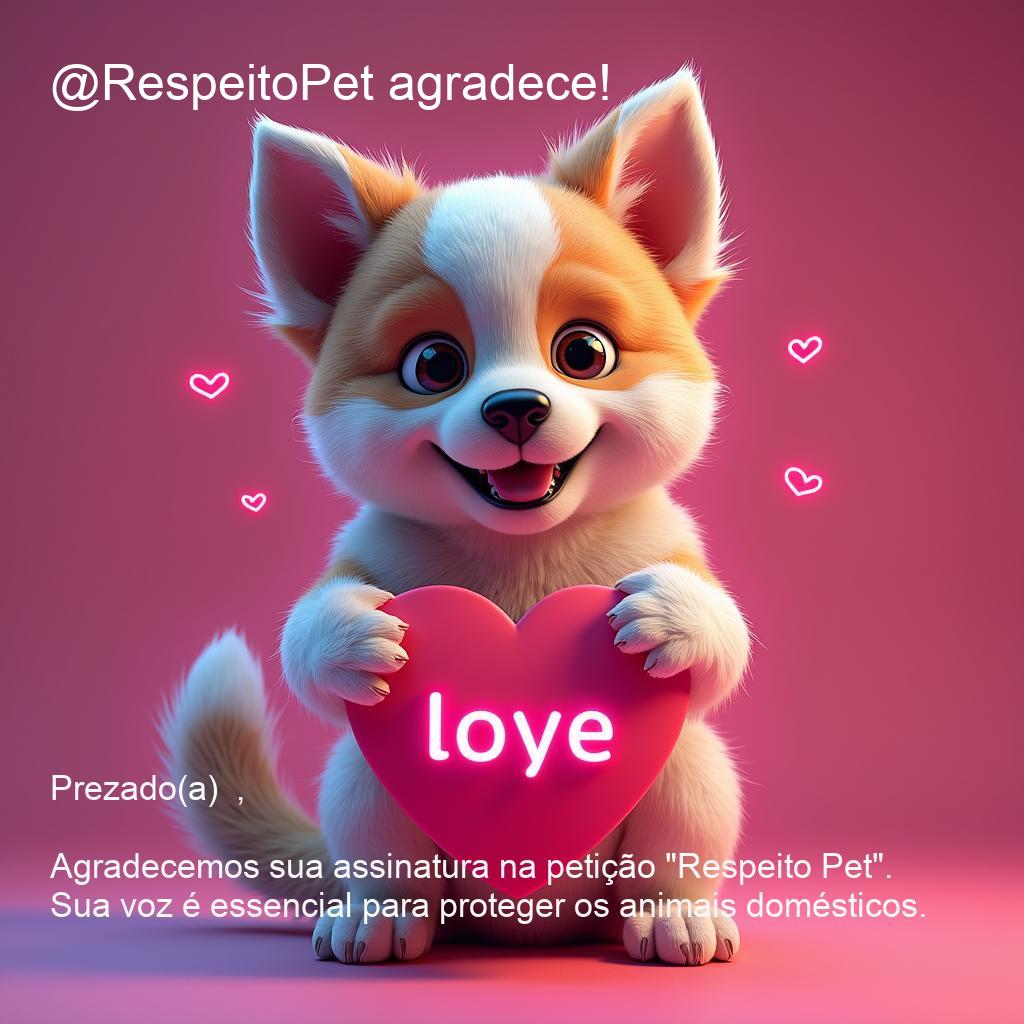 @RespeitoPet agradece!
loye
Prezado(a)  ,
Agradecemos sua assinatura na petição "Respeito Pet".
Sua voz é essencial para proteger os animais domésticos.